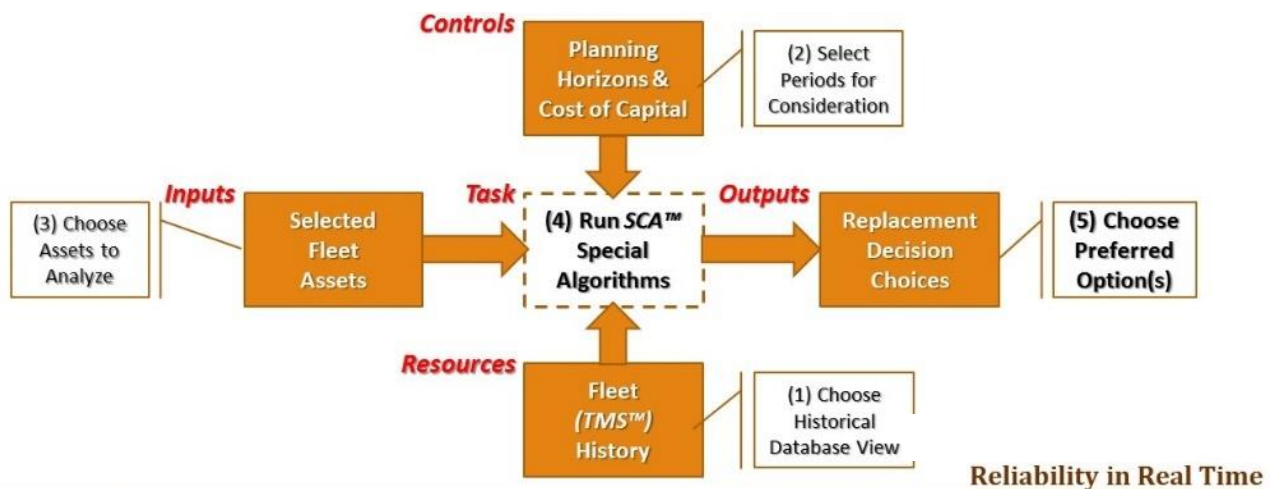 Controls
Planning
Horizons &
Cost of Capital
(2) Select
Periods for
Consideration
Inputs
Task
Outputs
(3) Choose
Assets to
Analyze
Selected
Fleet
Assets
(4) Run SCA™
Special
Algorithms
Replacement
Decision
Choices
(5) Choose
Preferred
Option(s)
Resources
Fleet
(TMS™)
History
(1) Choose
Historical
Database View
Reliability in Real Time